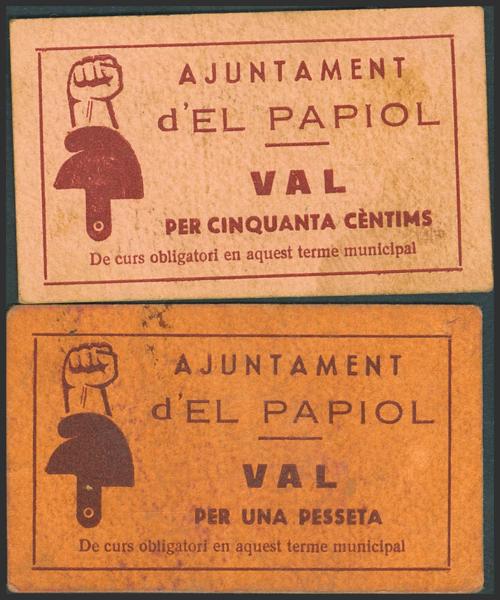 AJUNTAMENT
d'EL PAPIOL
VAL
PER CINQUANTA CÈNTIMS
De curs obligatori en aquest terme municipal
AJUNTAMENT
d'EL PAPIOL
VAL
PER UNA PESSETA
De curs obligatori en aquest terme municipal